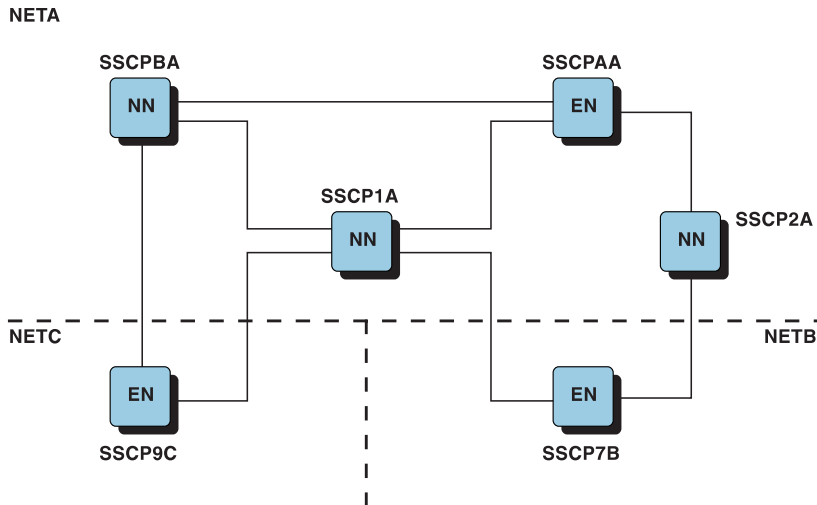 NETA
SSCPBA
NN
SSCPAA
EN
SSCP1A
NN
SSCP2A
NN
NETC
NETB
EN
SSCP9C
EN
SSCP7B